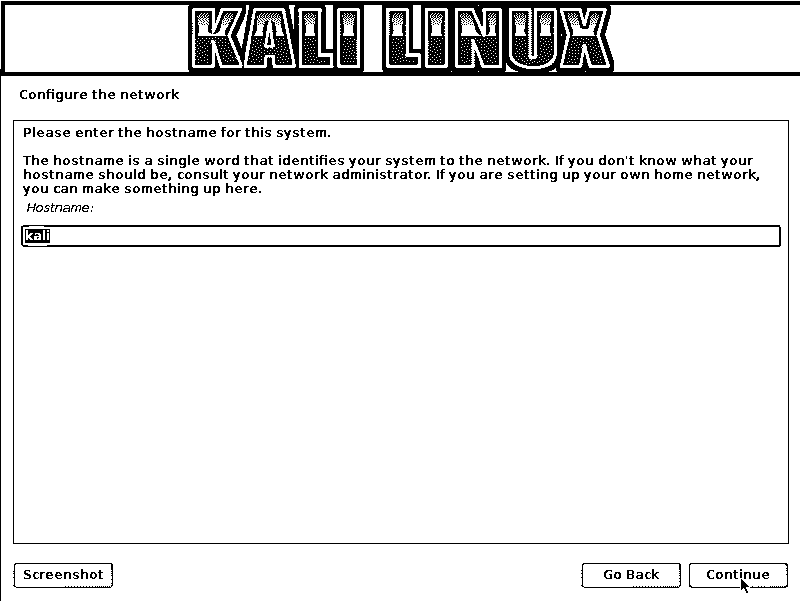 KALI LINUX
Configure the network
Please enter the hostname for this system.
The hostname is a single word that identifies your system to the network. If you don't know what your
hostname should be, consult your network administrator. If you are setting up your own home network,
you can make something up here.
Hostname:
kali
Screenshot
Go Back
Continue